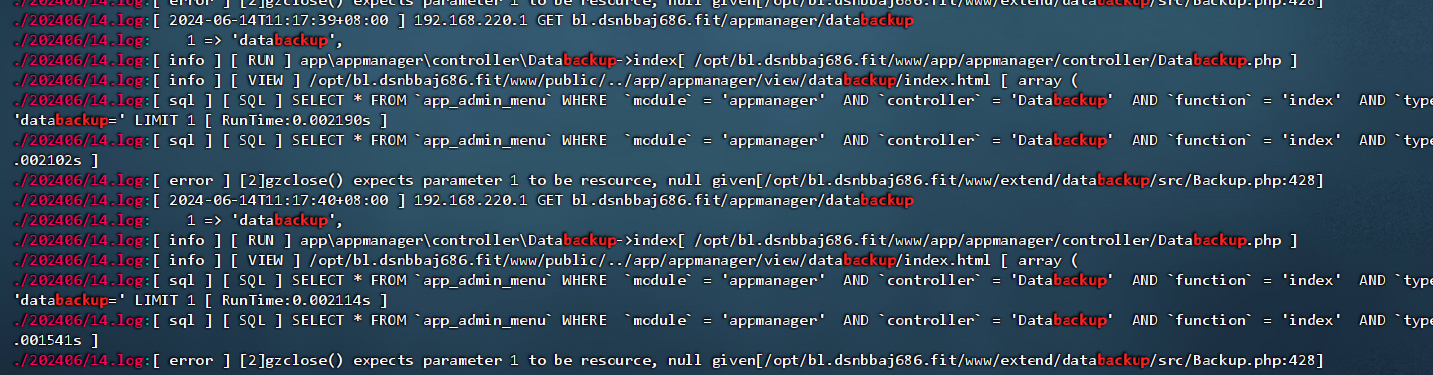 ./202406/14.log:[ error ] [2]gzclose() expects parameter 1 to be resource, null given[/opt/bl.dsnbbaj686.fit/www/extend/databackup/src/Backup.php:428]
./202406/14.log:[ 2024-06-14T11:17:39+08:00 ] 192.168.220.1 GET bl.dsnbbaj686.fit/appmanager/databackup
./202406/14.log:    1 => 'databackup',
./202406/14.log:[ info ] [ RUN ] app\appmanager\controller\Databackup->index[ /opt/bl.dsnbbaj686.fit/www/app/appmanager/controller/Databackup.php ]
./202406/14.log:[ info ] [ VIEW ] /opt/bl.dsnbbaj686.fit/www/public/../app/appmanager/view/databackup/index.html [ array (
./202406/14.log:[ sql ] [ SQL ] SELECT * FROM `app_admin_menu` WHERE  `module` = 'appmanager'  AND `controller` = 'Databackup'  AND `function` = 'index'  AND `type
'databackup=' LIMIT 1 [ RunTime:0.002190s ]
./202406/14.log:[ sql ] [ SQL ] SELECT * FROM `app_admin_menu` WHERE  `module` = 'appmanager'  AND `controller` = 'Databackup'  AND `function` = 'index'  AND `type
.002102s ]
./202406/14.log:[ error ] [2]gzclose() expects parameter 1 to be resource, null given[/opt/bl.dsnbbaj686.fit/www/extend/databackup/src/Backup.php:428]
./202406/14.log:[ 2024-06-14T11:17:40+08:00 ] 192.168.220.1 GET bl.dsnbbaj686.fit/appmanager/databackup
./202406/14.log:    1 => 'databackup',
./202406/14.log:[ info ] [ RUN ] app\appmanager\controller\Databackup->index[ /opt/bl.dsnbbaj686.fit/www/app/appmanager/controller/Databackup.php ]
./202406/14.log:[ info ] [ VIEW ] /opt/bl.dsnbbaj686.fit/www/public/../app/appmanager/view/databackup/index.html [ array (
./202406/14.log:[ sql ] [ SQL ] SELECT * FROM `app_admin_menu` WHERE  `module` = 'appmanager'  AND `controller` = 'Databackup'  AND `function` = 'index'  AND `type
'databackup=' LIMIT 1 [ RunTime:0.002114s ]
./202406/14.log:[ sql ] [ SQL ] SELECT * FROM `app_admin_menu` WHERE  `module` = 'appmanager'  AND `controller` = 'Databackup'  AND `function` = 'index'  AND `type
.001541s ]
./202406/14.log:[ error ] [2]gzclose() expects parameter 1 to be resource, null given[/opt/bl.dsnbbaj686.fit/www/extend/databackup/src/Backup.php:428]